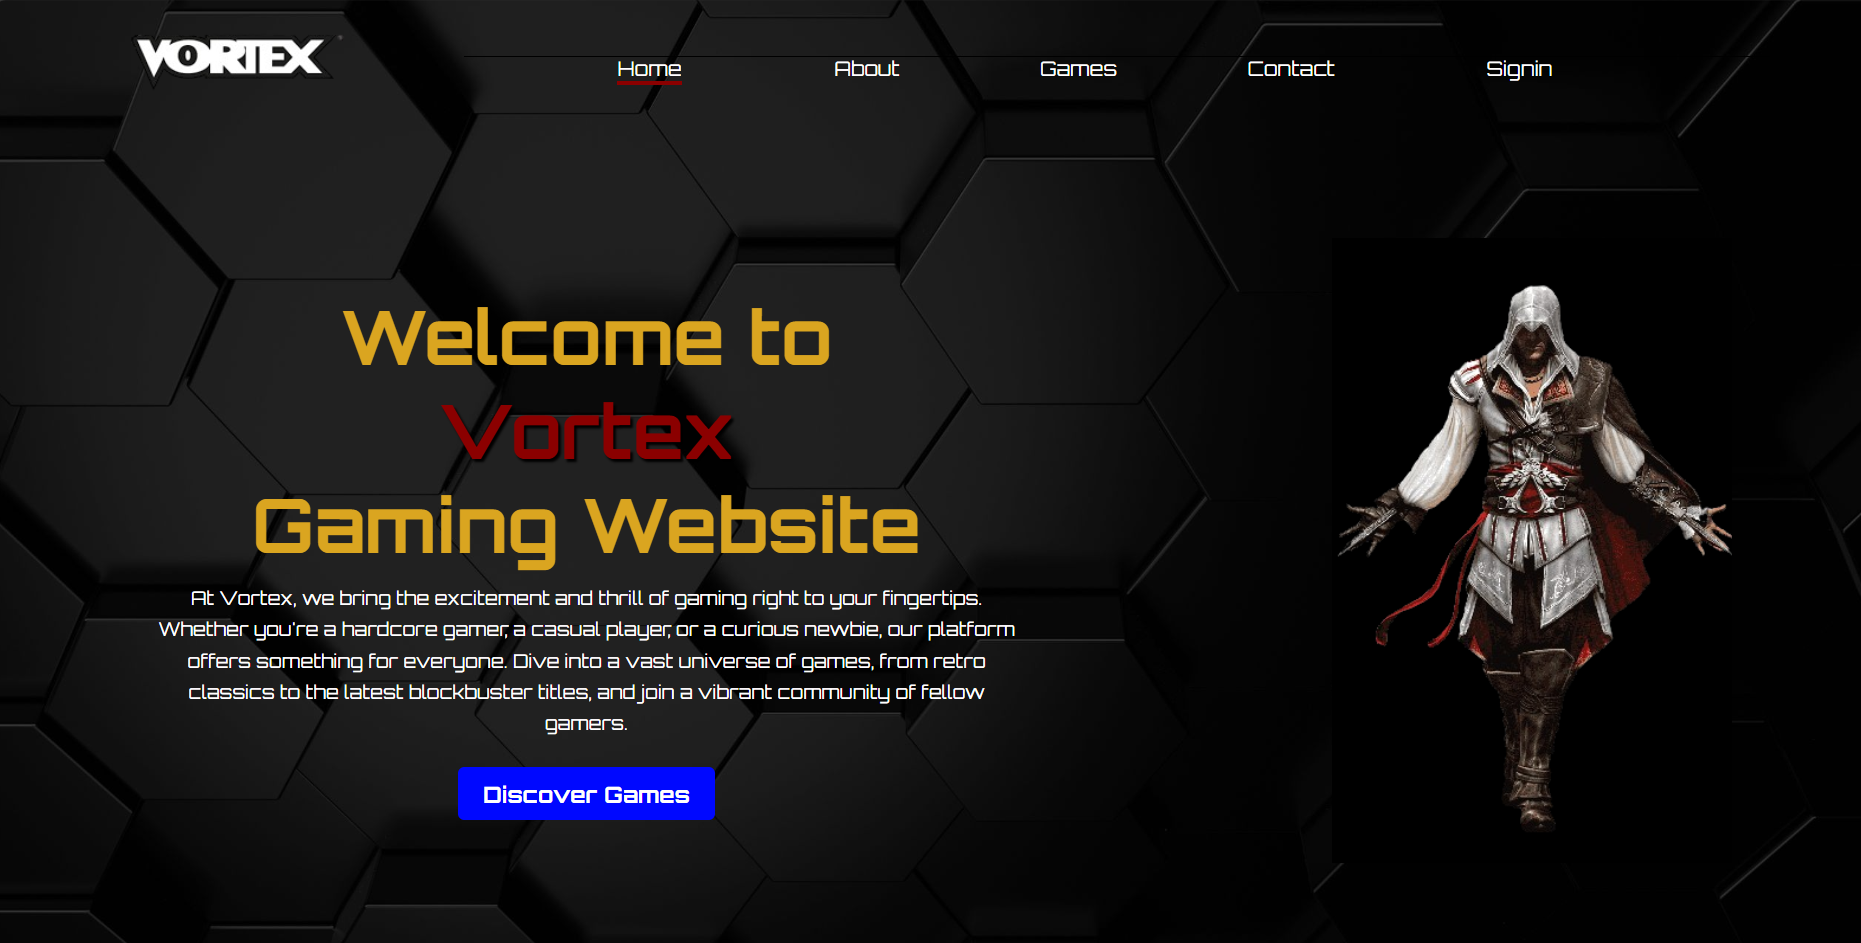 VORTEX
Home About Games Contact Signin
Welcome to
Vortex
Gaming Website
At Vortex, we bring the excitement and thrill of gaming right to your fingertips.
Whether you're a hardcore gamer, a casual player, or a curious newbie, our platform
offers something for everyone. Dive into a vast universe of games, from retro
classics to the latest blockbuster titles, and join a vibrant community of fellow
gamers.
Discover Games